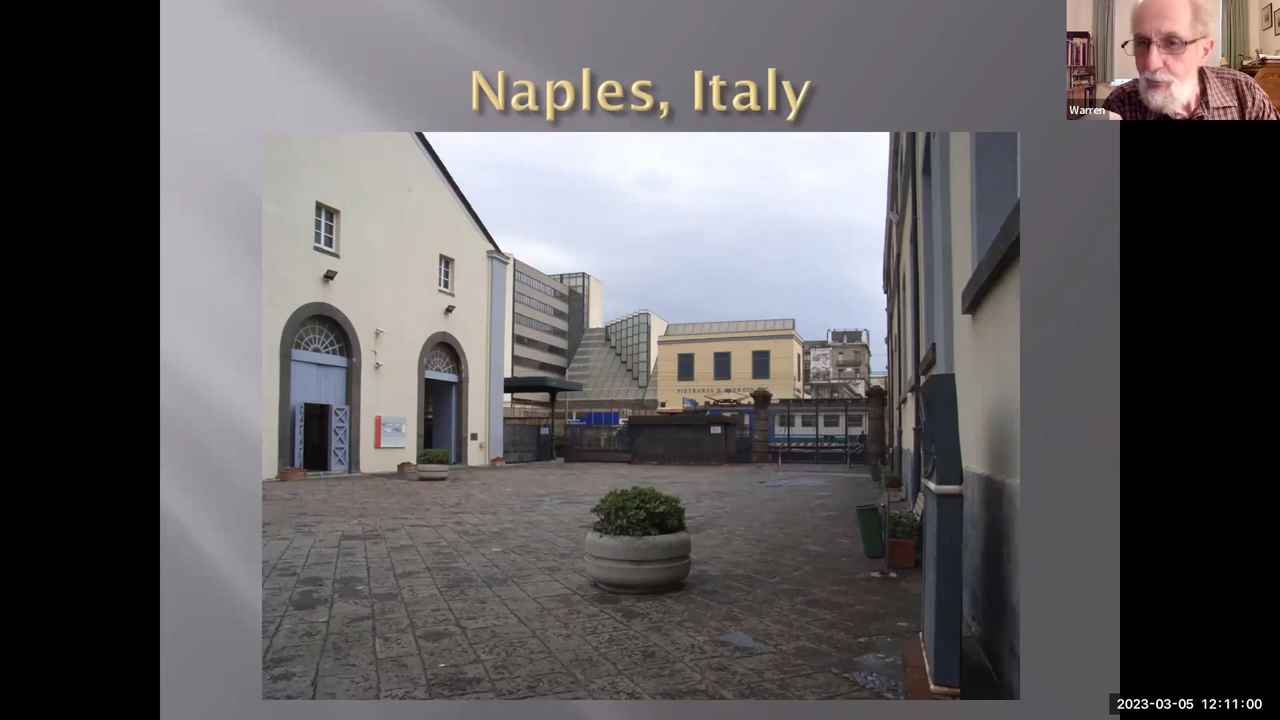 Naples, Italy
Warren
PIETRARSA S. GIORGIO
2023-03-05 12:11:00